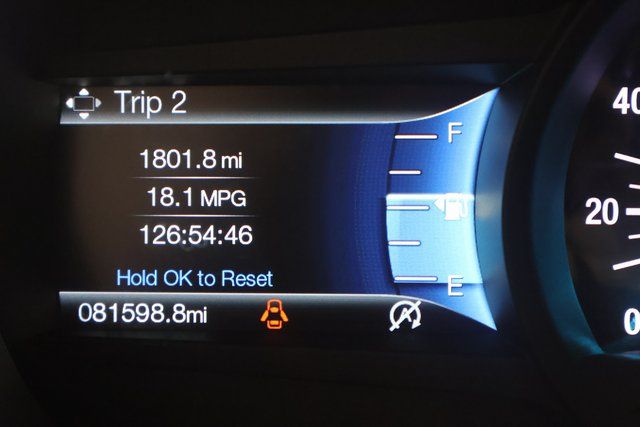 Trip 2
1801.8 mi
18.1 MPG
126:54:46
Hold OK to Reset
081598.8mi
F
E
A
40
20
0